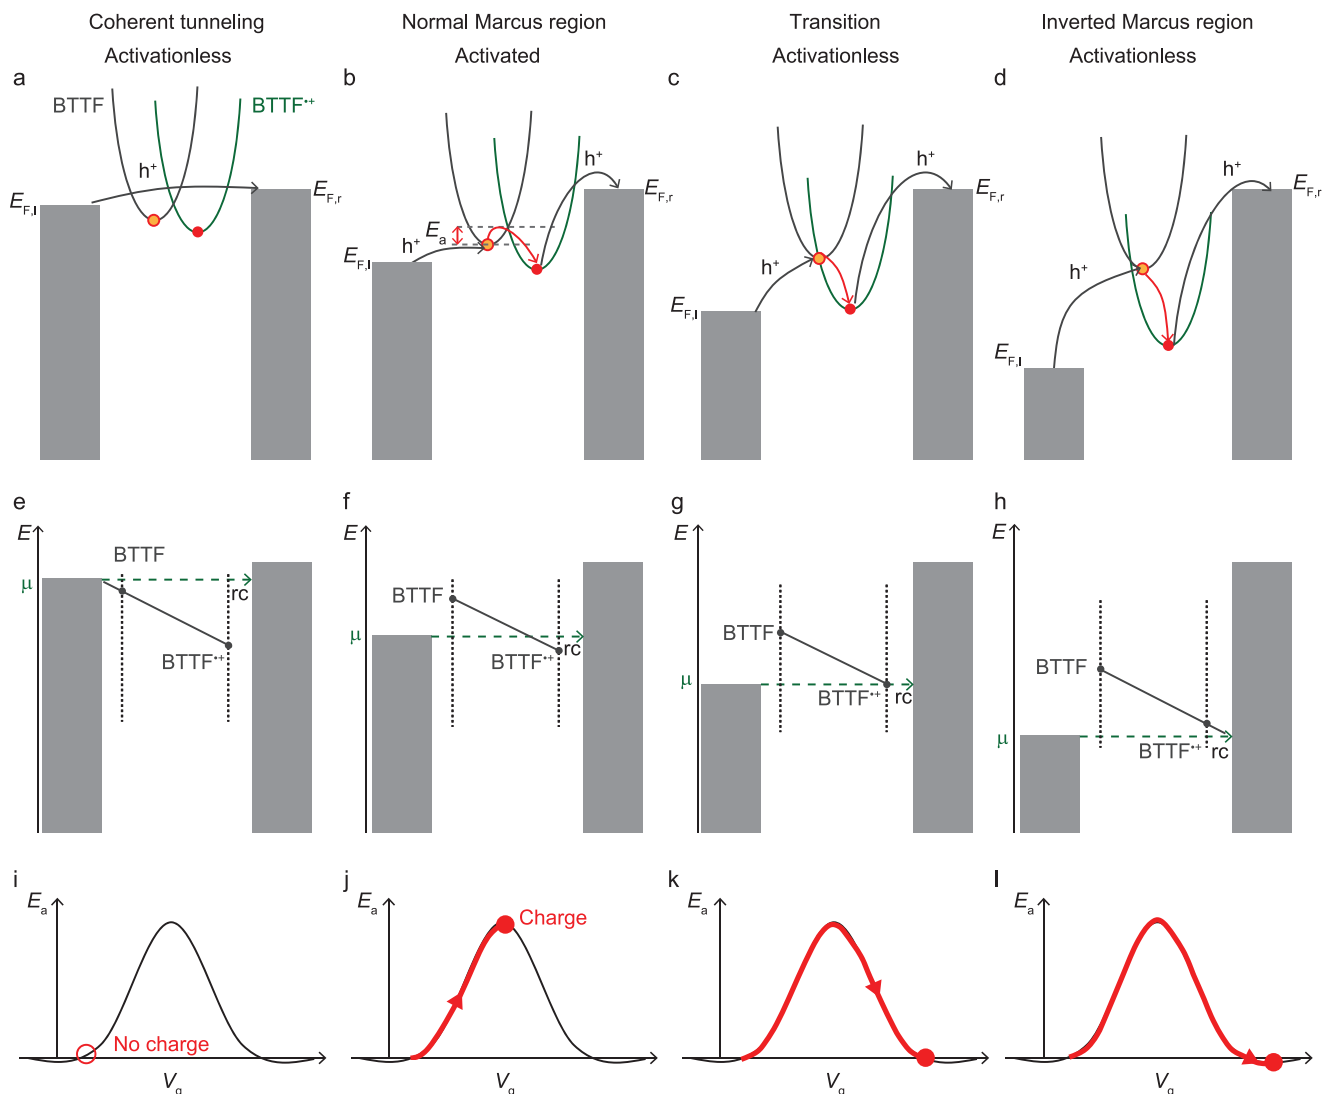 Coherent tunneling
Activationless
Normal Marcus region
Activated
Transition
Activationless
Inverted Marcus region
Activationless
a
BTTF
BTTF•+
h+
EF,l
EF,r
b
h+
Ea
h+
EF,l
EF,r
c
h+
h+
EF,l
EF,r
d
h+
h+
EF,l
EF,r
e
E
BTTF
μ
rc
BTTF•+
f
E
BTTF
μ
BTTF•+
rc
g
E
BTTF
μ
BTTF•+
rc
h
E
BTTF
μ
BTTF•+
rc
i
Ea
No charge
Vg
j
Ea
Charge
Vg
k
Ea
Vg
l
Ea
Vg